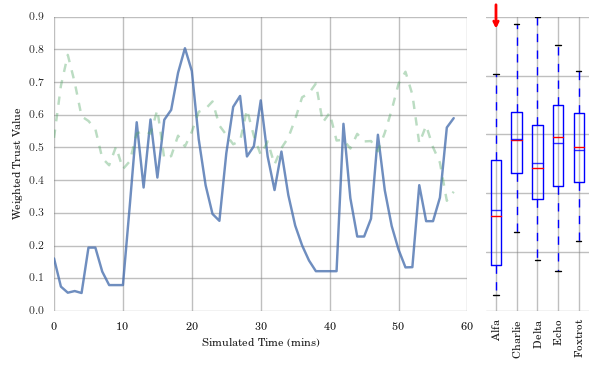 0.9
0.8
0.7
0.6
0.5
0.4
0.3
0.2
0.1
0.0
Weighted Trust Value
0 10 20 30 40 50 60
Simulated Time (mins)
Alfa
Charlie
Delta
Echo
Foxtrot